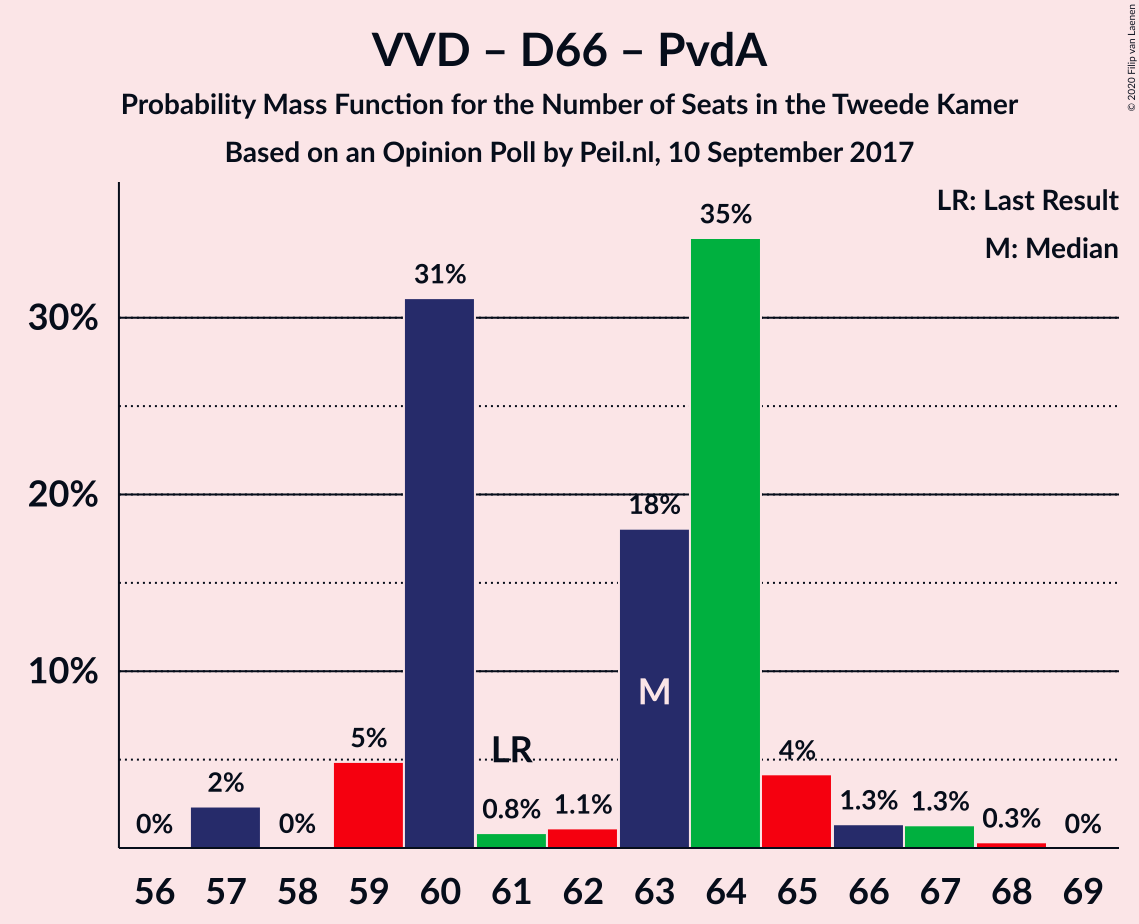 VVD – D66 – PvdA
Probability Mass Function for the Number of Seats in the Tweede Kamer
Based on an Opinion Poll by Peil.nl, 10 September 2017
© 2020 Filip van Laenen
LR: Last Result
M: Median
30%
20%
10%
0%
2%
0%
5%
31%
LR
0.8%
1.1%
18%
M
35%
4%
1.3%
1.3%
0.3%
0%
56 57 58 59 60 61 62 63 64 65 66 67 68 69